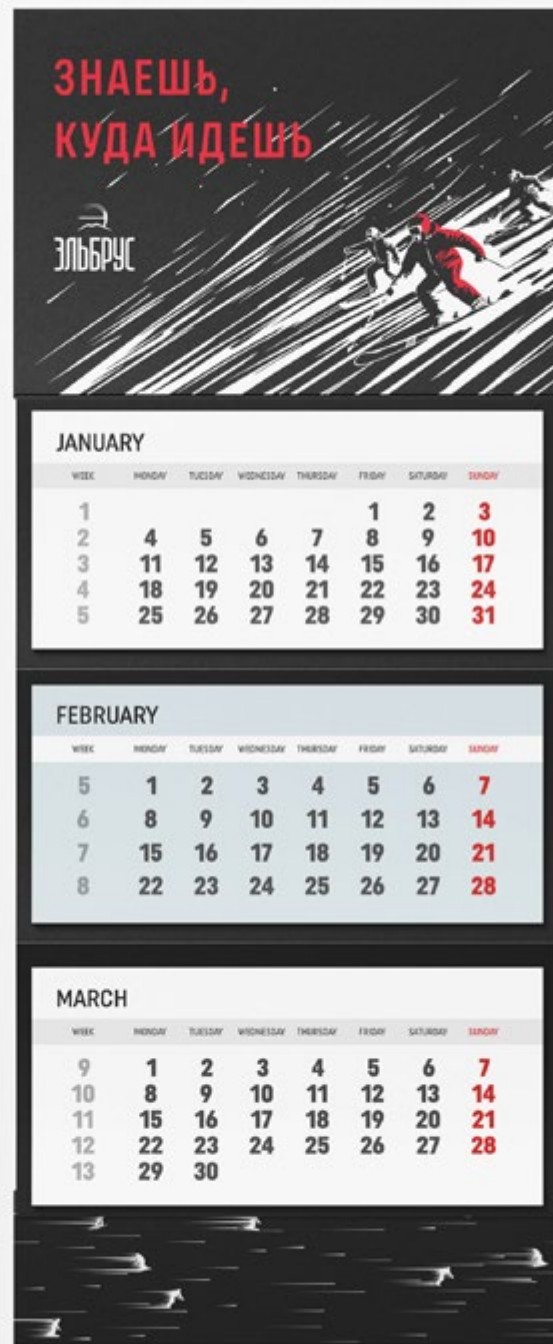 ЗНАЕШЬ,
КУДА ИДЕШЬ
ЭЛЬБРУС
JANUARY
WEEK MONDAY TUESDAY WEDNESDAY THURSDAY FRIDAY SATURDAY SUNDAY
1 1 2 3
2 4 5 6 7 8 9 10
3 11 12 13 14 15 16 17
4 18 19 20 21 22 23 24
5 25 26 27 28 29 30 31
FEBRUARY
WEEK MONDAY TUESDAY WEDNESDAY THURSDAY FRIDAY SATURDAY SUNDAY
5 1 2 3 4 5 6 7
6 8 9 10 11 12 13 14
7 15 16 17 18 19 20 21
8 22 23 24 25 26 27 28
MARCH
WEEK MONDAY TUESDAY WEDNESDAY THURSDAY FRIDAY SATURDAY SUNDAY
9 1 2 3 4 5 6 7
10 8 9 10 11 12 13 14
11 15 16 17 18 19 20 21
12 22 23 24 25 26 27 28
13 29 30